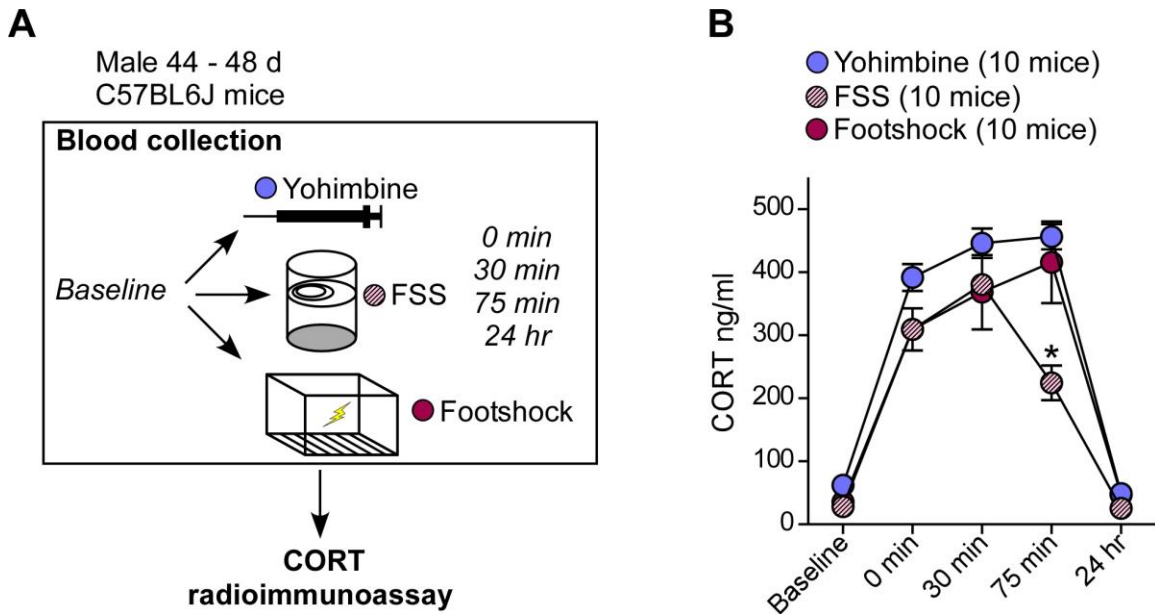 A
Male 44 - 48 d
C57BL6J mice
Blood collection
Yohimbine
Baseline
FSS
Footshock
0 min
30 min
75 min
24 hr
CORT
radioimmunoassay
B
Yohimbine (10 mice)
FSS (10 mice)
Footshock (10 mice)
CORT ng/ml
500
400
300
200
100
0
*
Baseline
0 min
30 min
75 min
24 hr